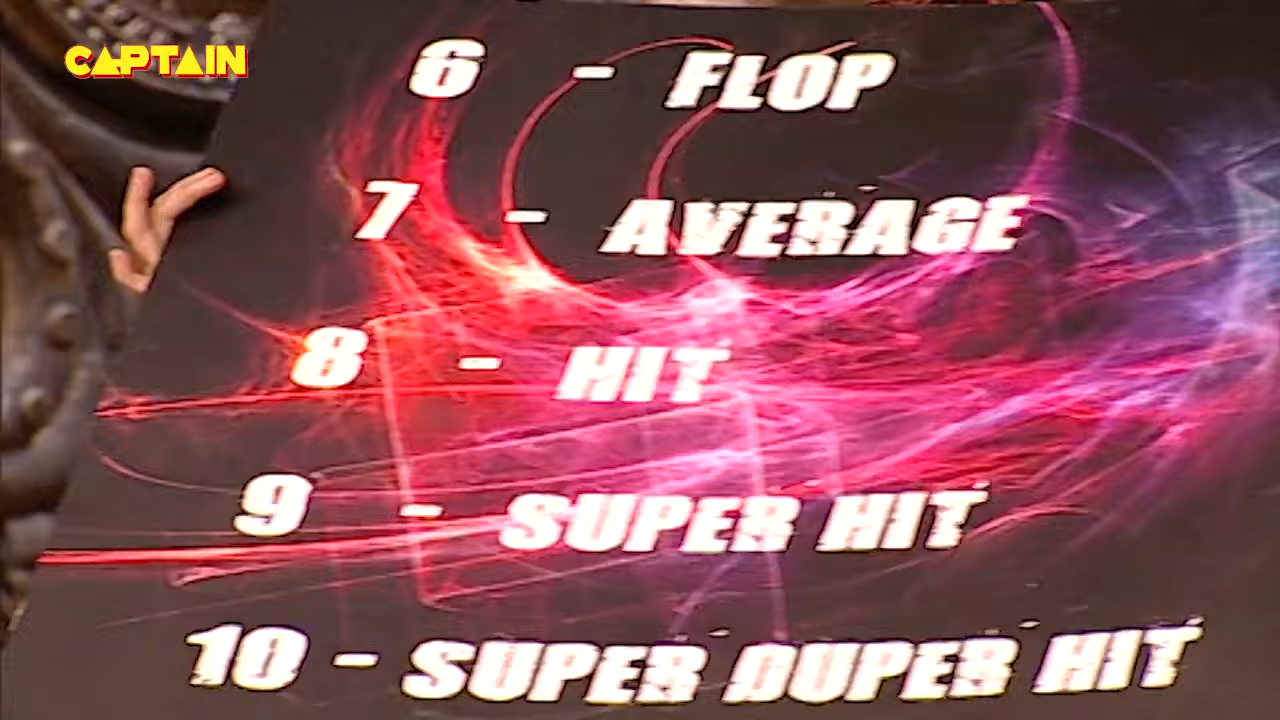 CAPTAIN
6 - FLOP
7 - AVERAGE
8 - HIT
9 - SUPER HIT
10 - SUPER DUPER HIT